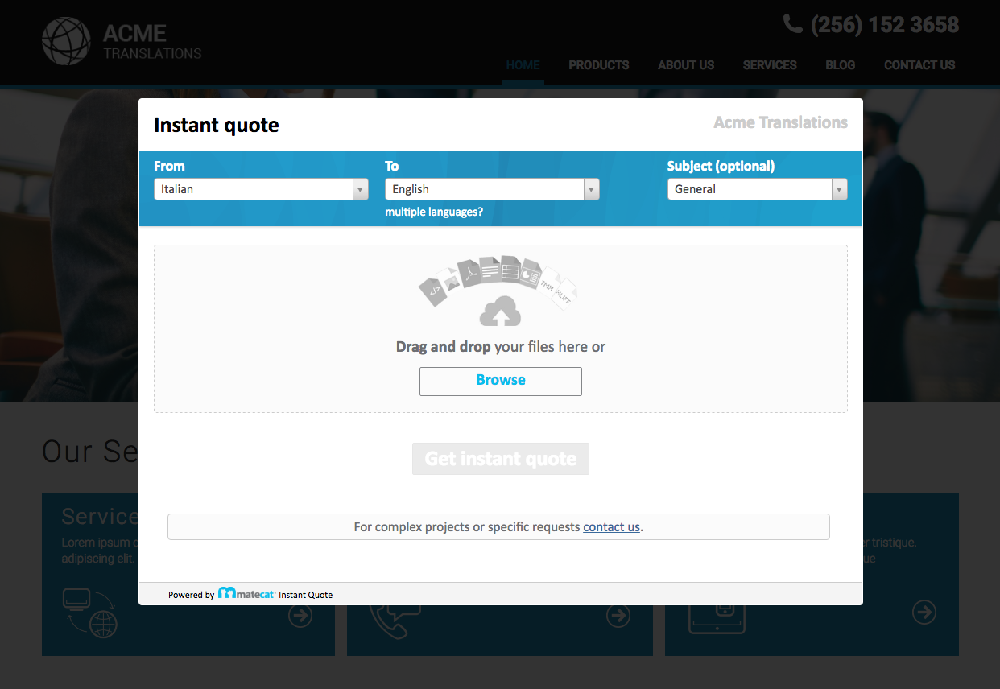 ACME
TRANSLATIONS
(256) 152 3658
HOME PRODUCTS ABOUT US SERVICES BLOG CONTACT US
Instant quote
Acme Translations
From To Subject (optional)
Italian English General
multiple languages?
</> TMX XLIFF
Drag and drop your files here or
Browse
Get instant quote
For complex projects or specific requests contact us.
Powered by matecat Instant Quote
Our Se
Service
Lorem ipsum d
adipiscing elit.
r tristique.
ue